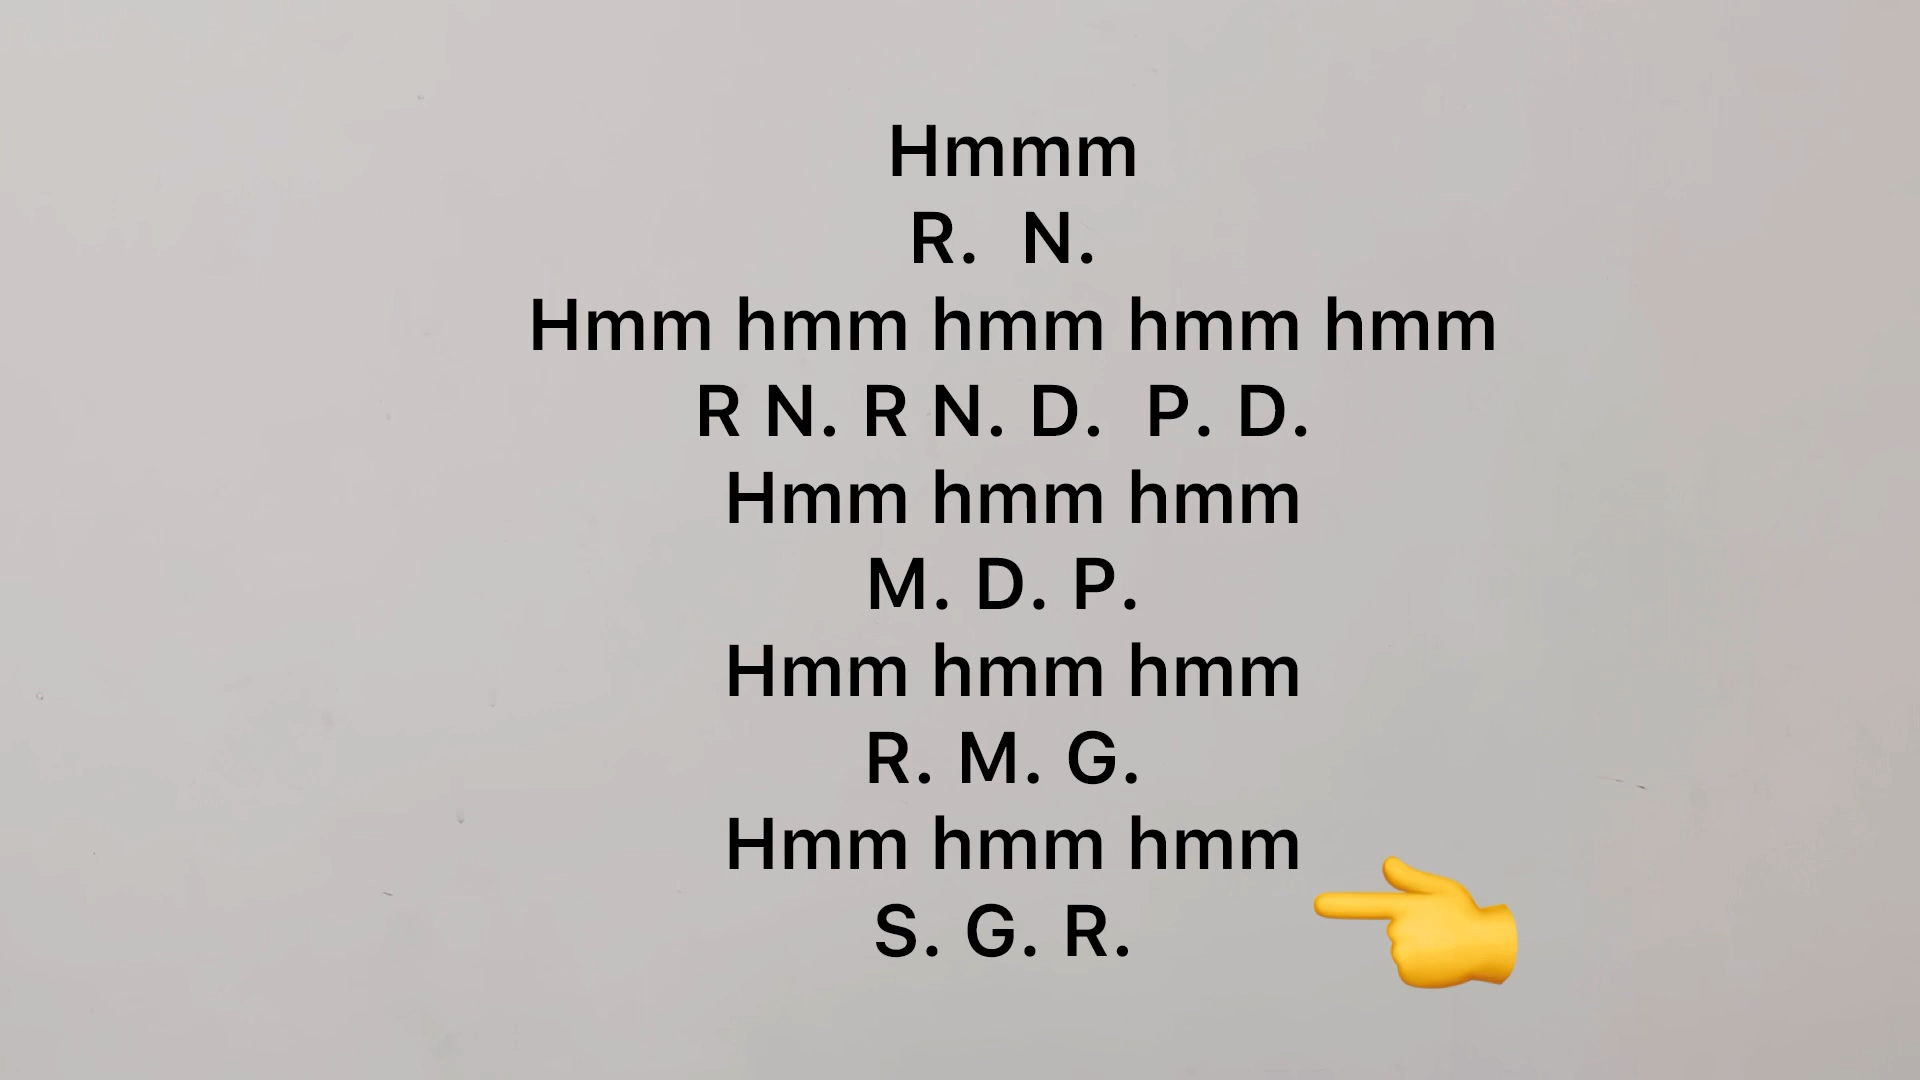 Hmmm
R.  N.
Hmm hmm hmm hmm hmm
R N. R N. D.  P. D.
Hmm hmm hmm
M. D. P.
Hmm hmm hmm
R. M. G.
Hmm hmm hmm
S. G. R.